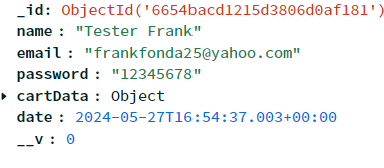 _id: ObjectId('6654bacd1215d3806d0af181')
name : "Tester Frank"
email : "frankfonda25@yahoo.com"
password : "12345678"
cartData : Object
date : 2024-05-27T16:54:37.003+00:00
__v : 0